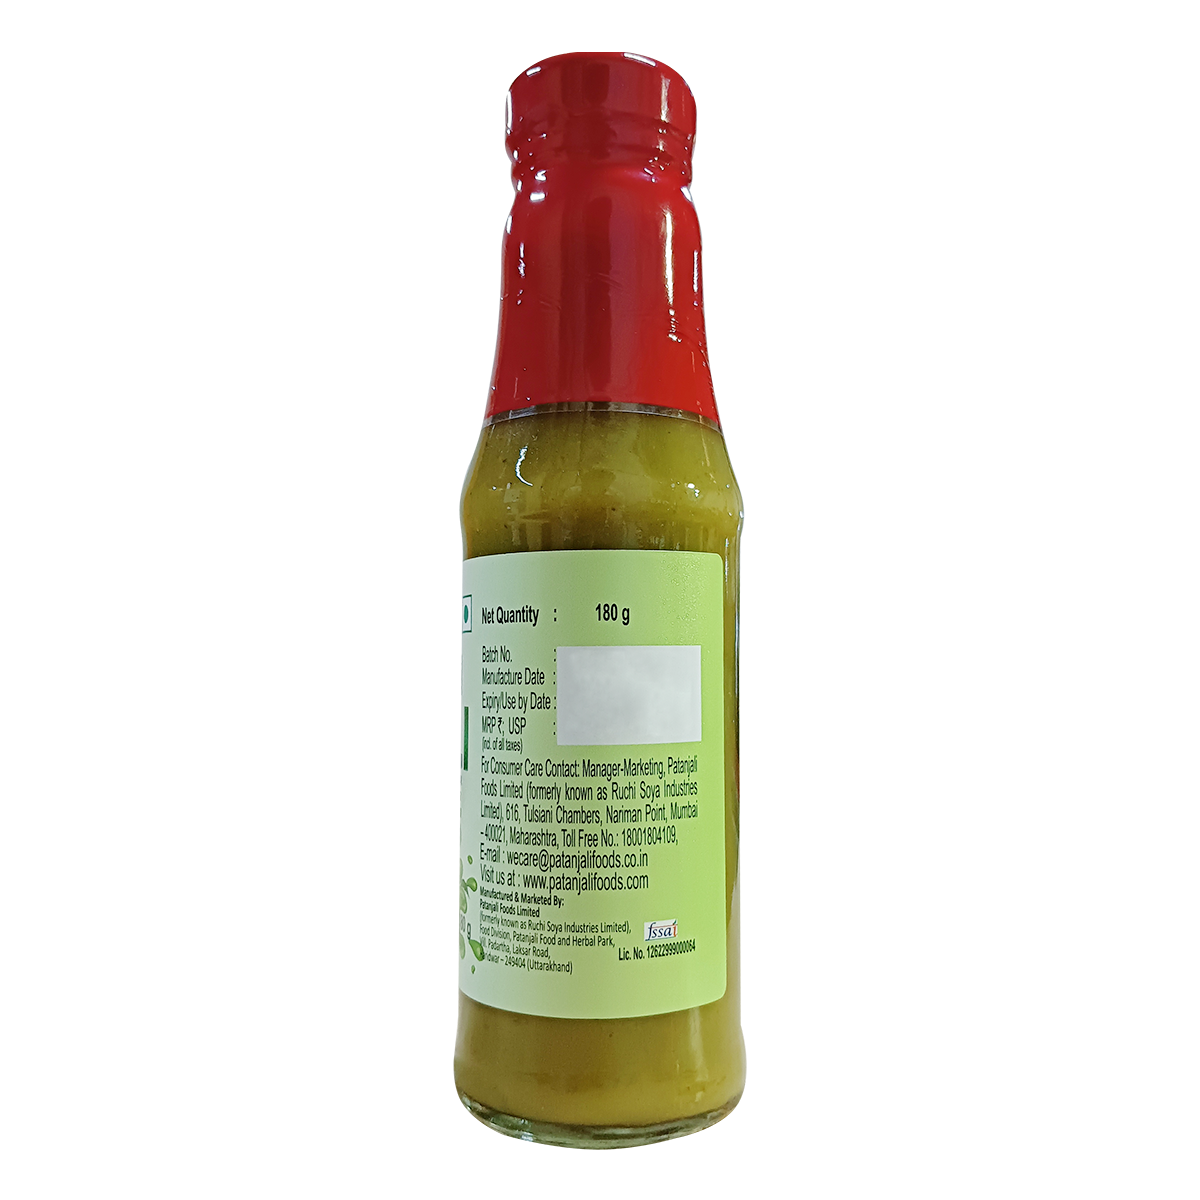 Net Quantity : 180 g
Batch No. :
Manufacture Date :
Expiry/Use by Date :
MRP ₹; USP :
(incl. of all taxes)
For Consumer Care Contact: Manager-Marketing, Patanjali
Foods Limited (formerly known as Ruchi Soya Industries
Limited), 616, Tulsiani Chambers, Nariman Point, Mumbai
– 400021, Maharashtra, Toll Free No.: 18001804109,
E-mail : wecare@patanjalifoods.co.in
Visit us at : www.patanjalifoods.com
Manufactured & Marketed By:
Patanjali Foods Limited
(formerly known as Ruchi Soya Industries Limited),
Food Division, Patanjali Food and Herbal Park,
Padartha, Laksar Road,
– 249404 (Uttarakhand)
fssai
Lic. No. 12622999000064
g